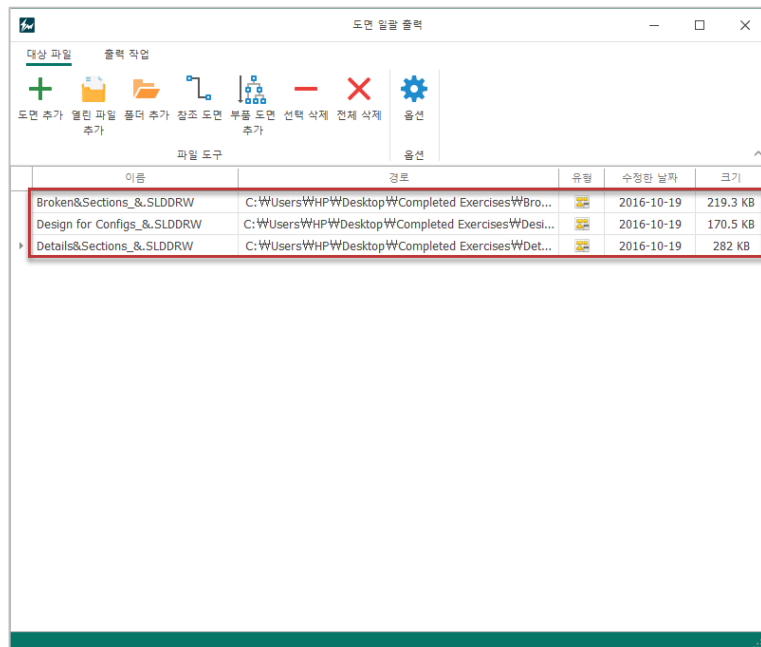 도면 일괄 출력
대상 파일 출력 작업
도면 추가 열린 파일 추가 폴더 추가 참조 도면 부품 도면 추가 선택 삭제 전체 삭제 옵션
파일 도구 옵션
이름 경로 유형 수정한 날짜 크기
Broken&Sections_&.SLDDRW C:₩Users₩HP₩Desktop₩Completed Exercises₩Bro... 2016-10-19 219.3 KB
Design for Configs_&.SLDDRW C:₩Users₩HP₩Desktop₩Completed Exercises₩Desi... 2016-10-19 170.5 KB
Details&Sections_&.SLDDRW C:₩Users₩HP₩Desktop₩Completed Exercises₩Det... 2016-10-19 282 KB